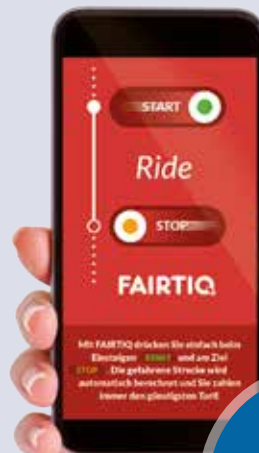 START
Ride
STOP
FAIRTIQ
Mit FAIRTIQ drücken Sie einfach beim
Einsteigen START und am Ziel
STOP . Die gefahrene Strecke wird
automatisch berechnet und Sie zahlen
immer den günstigsten Tarif!